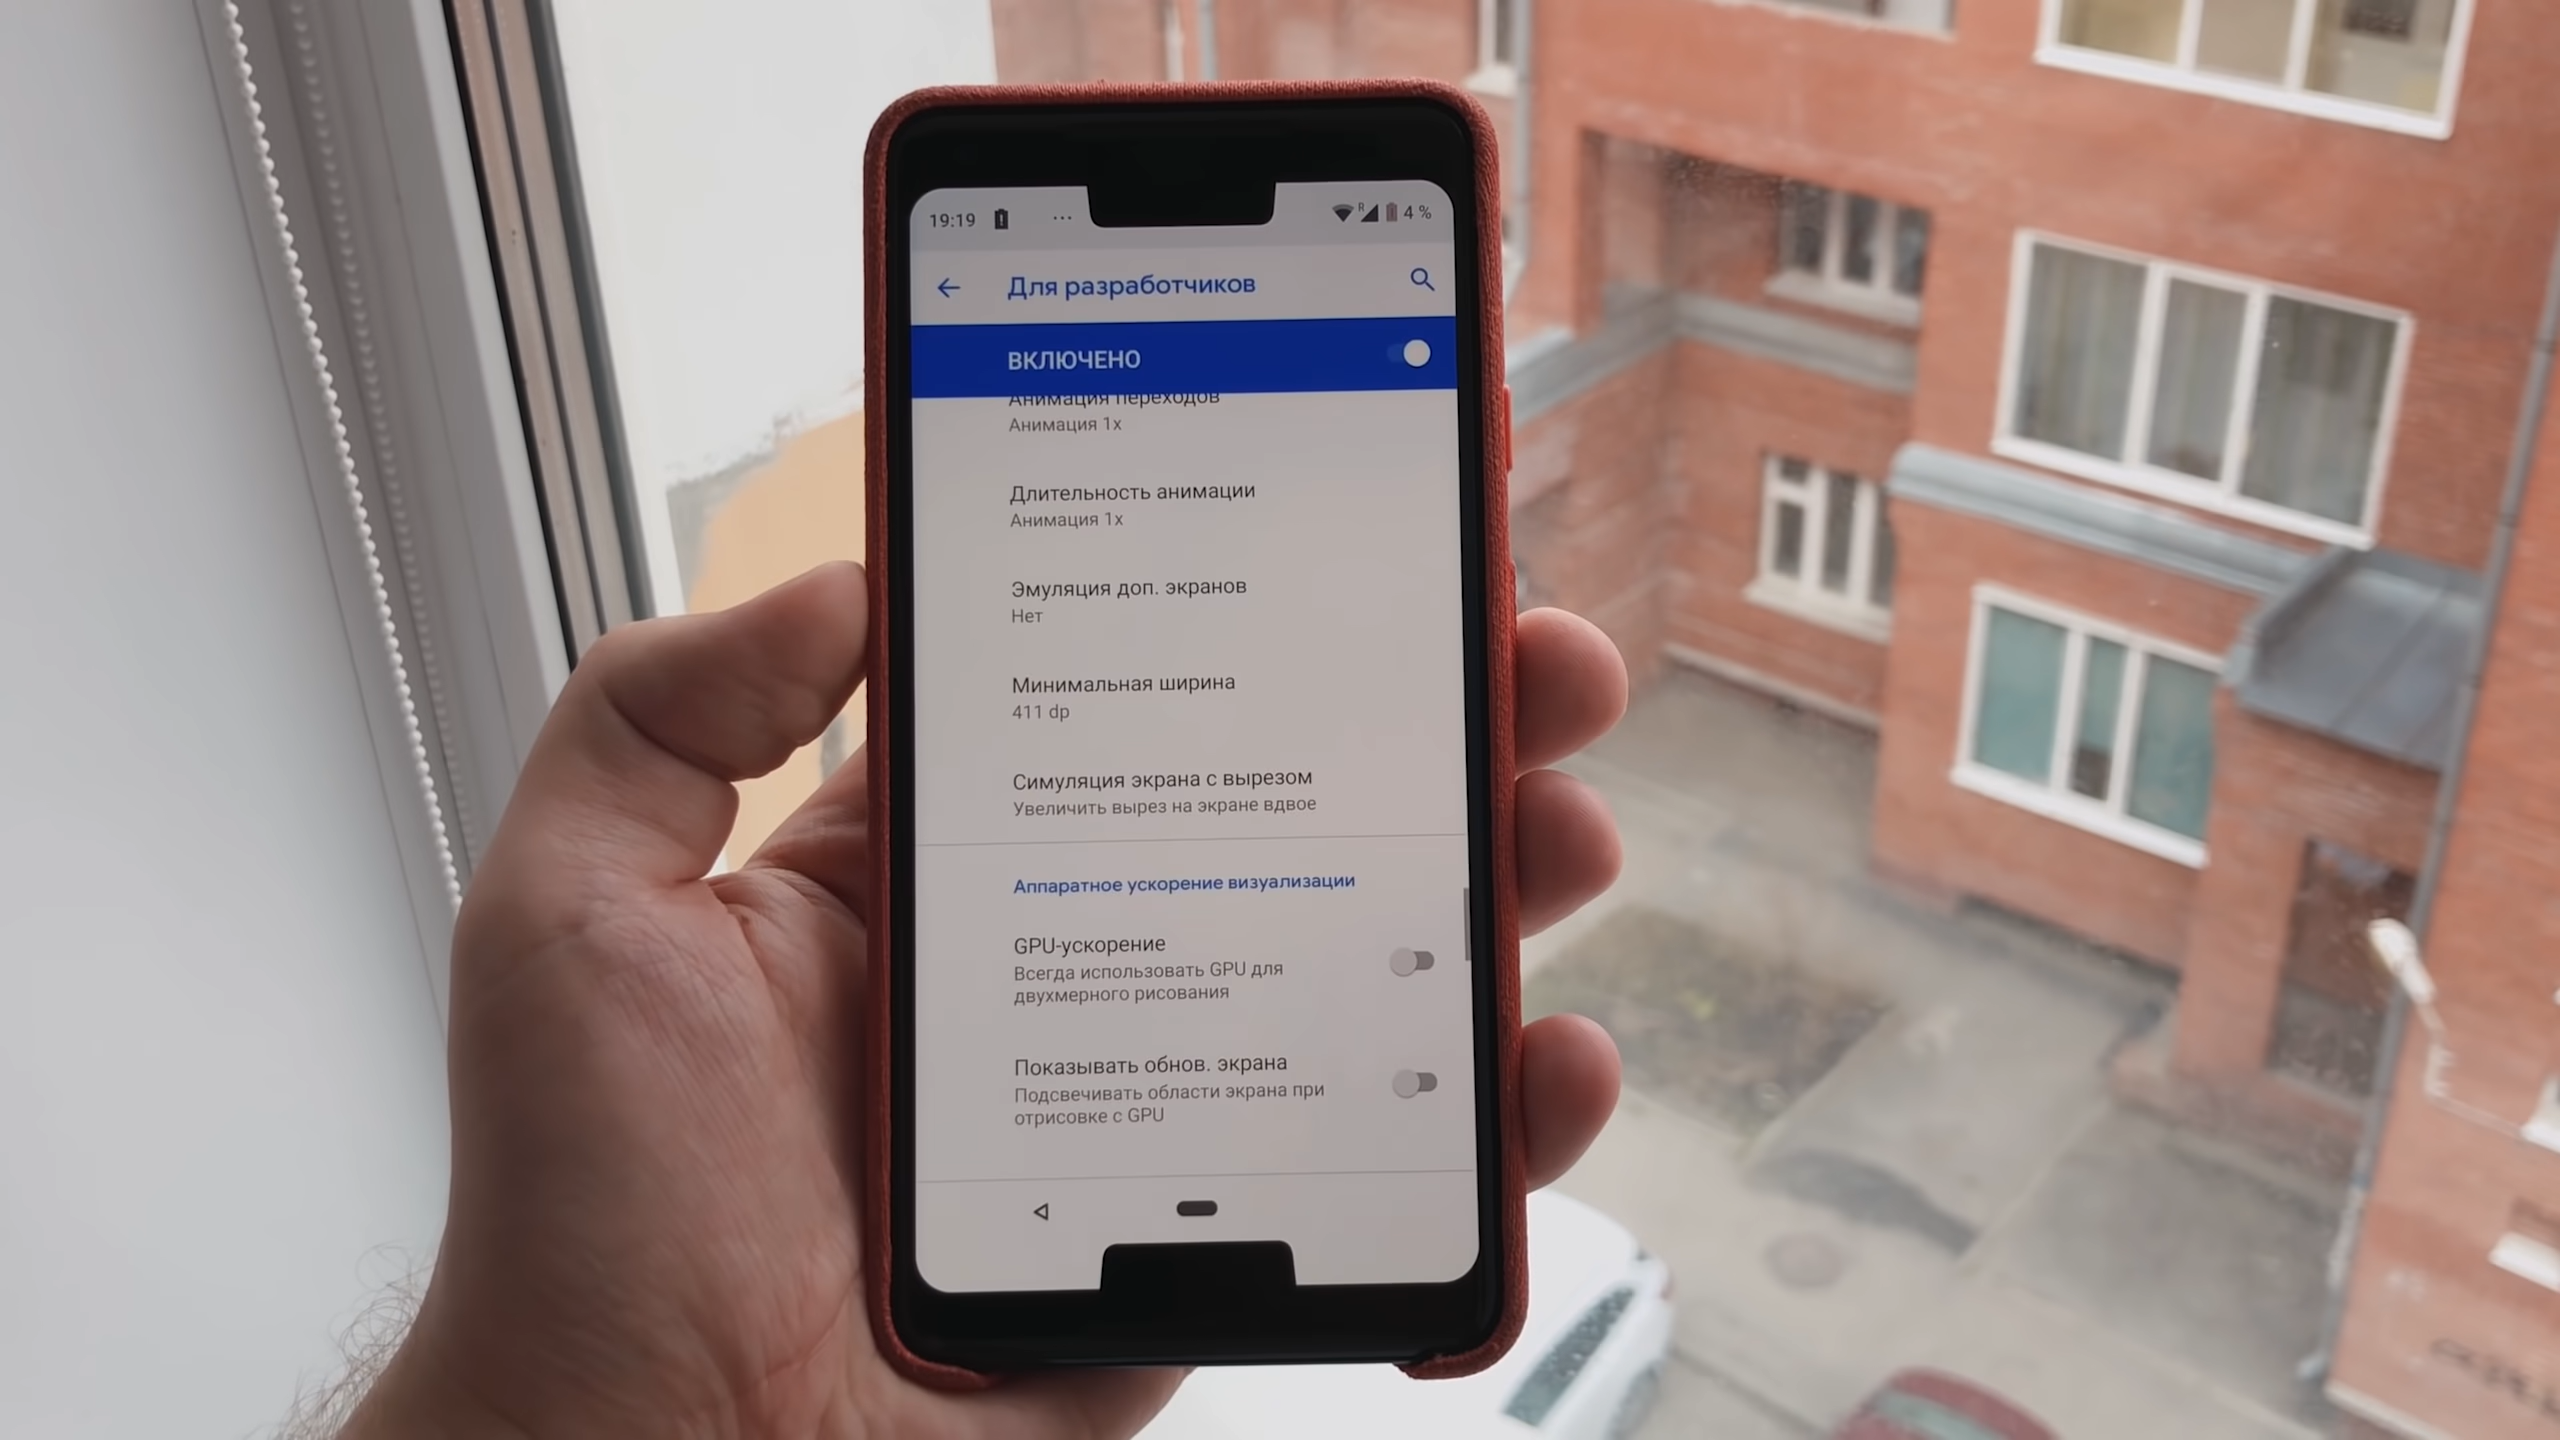 19:19 ... R 4 %
Для разработчиков
ВКЛЮЧЕНО
Анимация переходов
Анимация 1x
Длительность анимации
Анимация 1x
Эмуляция доп. экранов
Нет
Минимальная ширина
411 dp
Симуляция экрана с вырезом
Увеличить вырез на экране вдвое
Аппаратное ускорение визуализации
GPU-ускорение
Всегда использовать GPU для
двухмерного рисования
Показывать обнов. экрана
Подсвечивать области экрана при
отрисовке с GPU